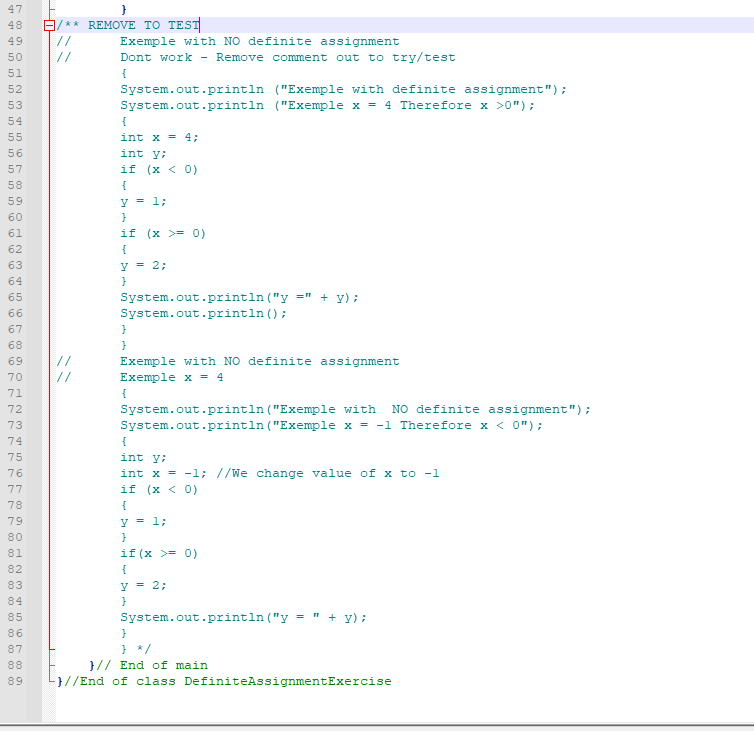 47 }
48 /** REMOVE TO TEST
49 // Exemple with NO definite assignment
50 // Dont work - Remove comment out to try/test
51 {
52 System.out.println ("Exemple with definite assignment");
53 System.out.println ("Exemple x = 4 Therefore x >0");
54 {
55 int x = 4;
56 int y;
57 if (x < 0)
58 {
59 y = 1;
60 }
61 if (x >= 0)
62 {
63 y = 2;
64 }
65 System.out.println("y =" + y);
66 System.out.println();
67 }
68 }
69 // Exemple with NO definite assignment
70 // Exemple x = 4
71 {
72 System.out.println("Exemple with  NO definite assignment");
73 System.out.println("Exemple x = -1 Therefore x < 0");
74 {
75 int y;
76 int x = -1; //We change value of x to -1
77 if (x < 0)
78 {
79 y = 1;
80 }
81 if(x >= 0)
82 {
83 y = 2;
84 }
85 System.out.println("y = " + y);
86 }
87 } */
88 }// End of main
89 }//End of class DefiniteAssignmentExercise